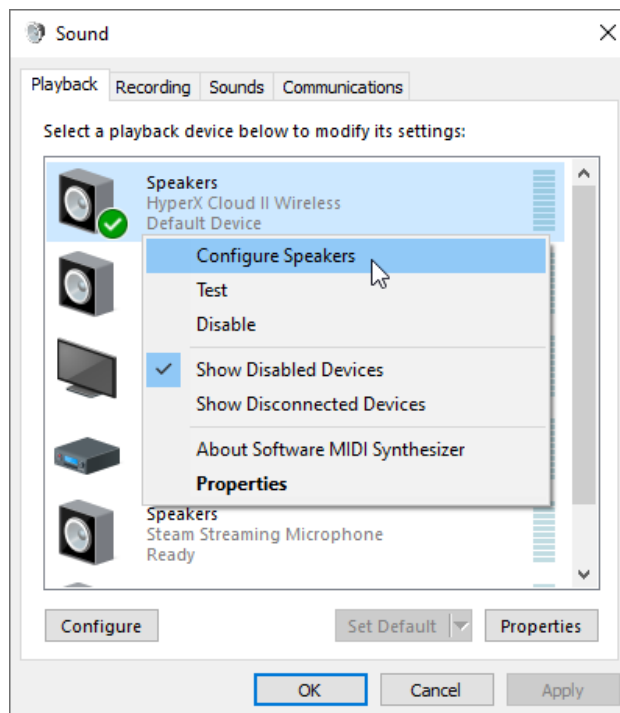 Sound
Playback Recording Sounds Communications
Select a playback device below to modify its settings:
Speakers
HyperX Cloud II Wireless
Default Device
Configure Speakers
Test
Disable
Show Disabled Devices
Show Disconnected Devices
About Software MIDI Synthesizer
Properties
Speakers
Steam Streaming Microphone
Ready
Configure Set Default Properties
OK Cancel Apply